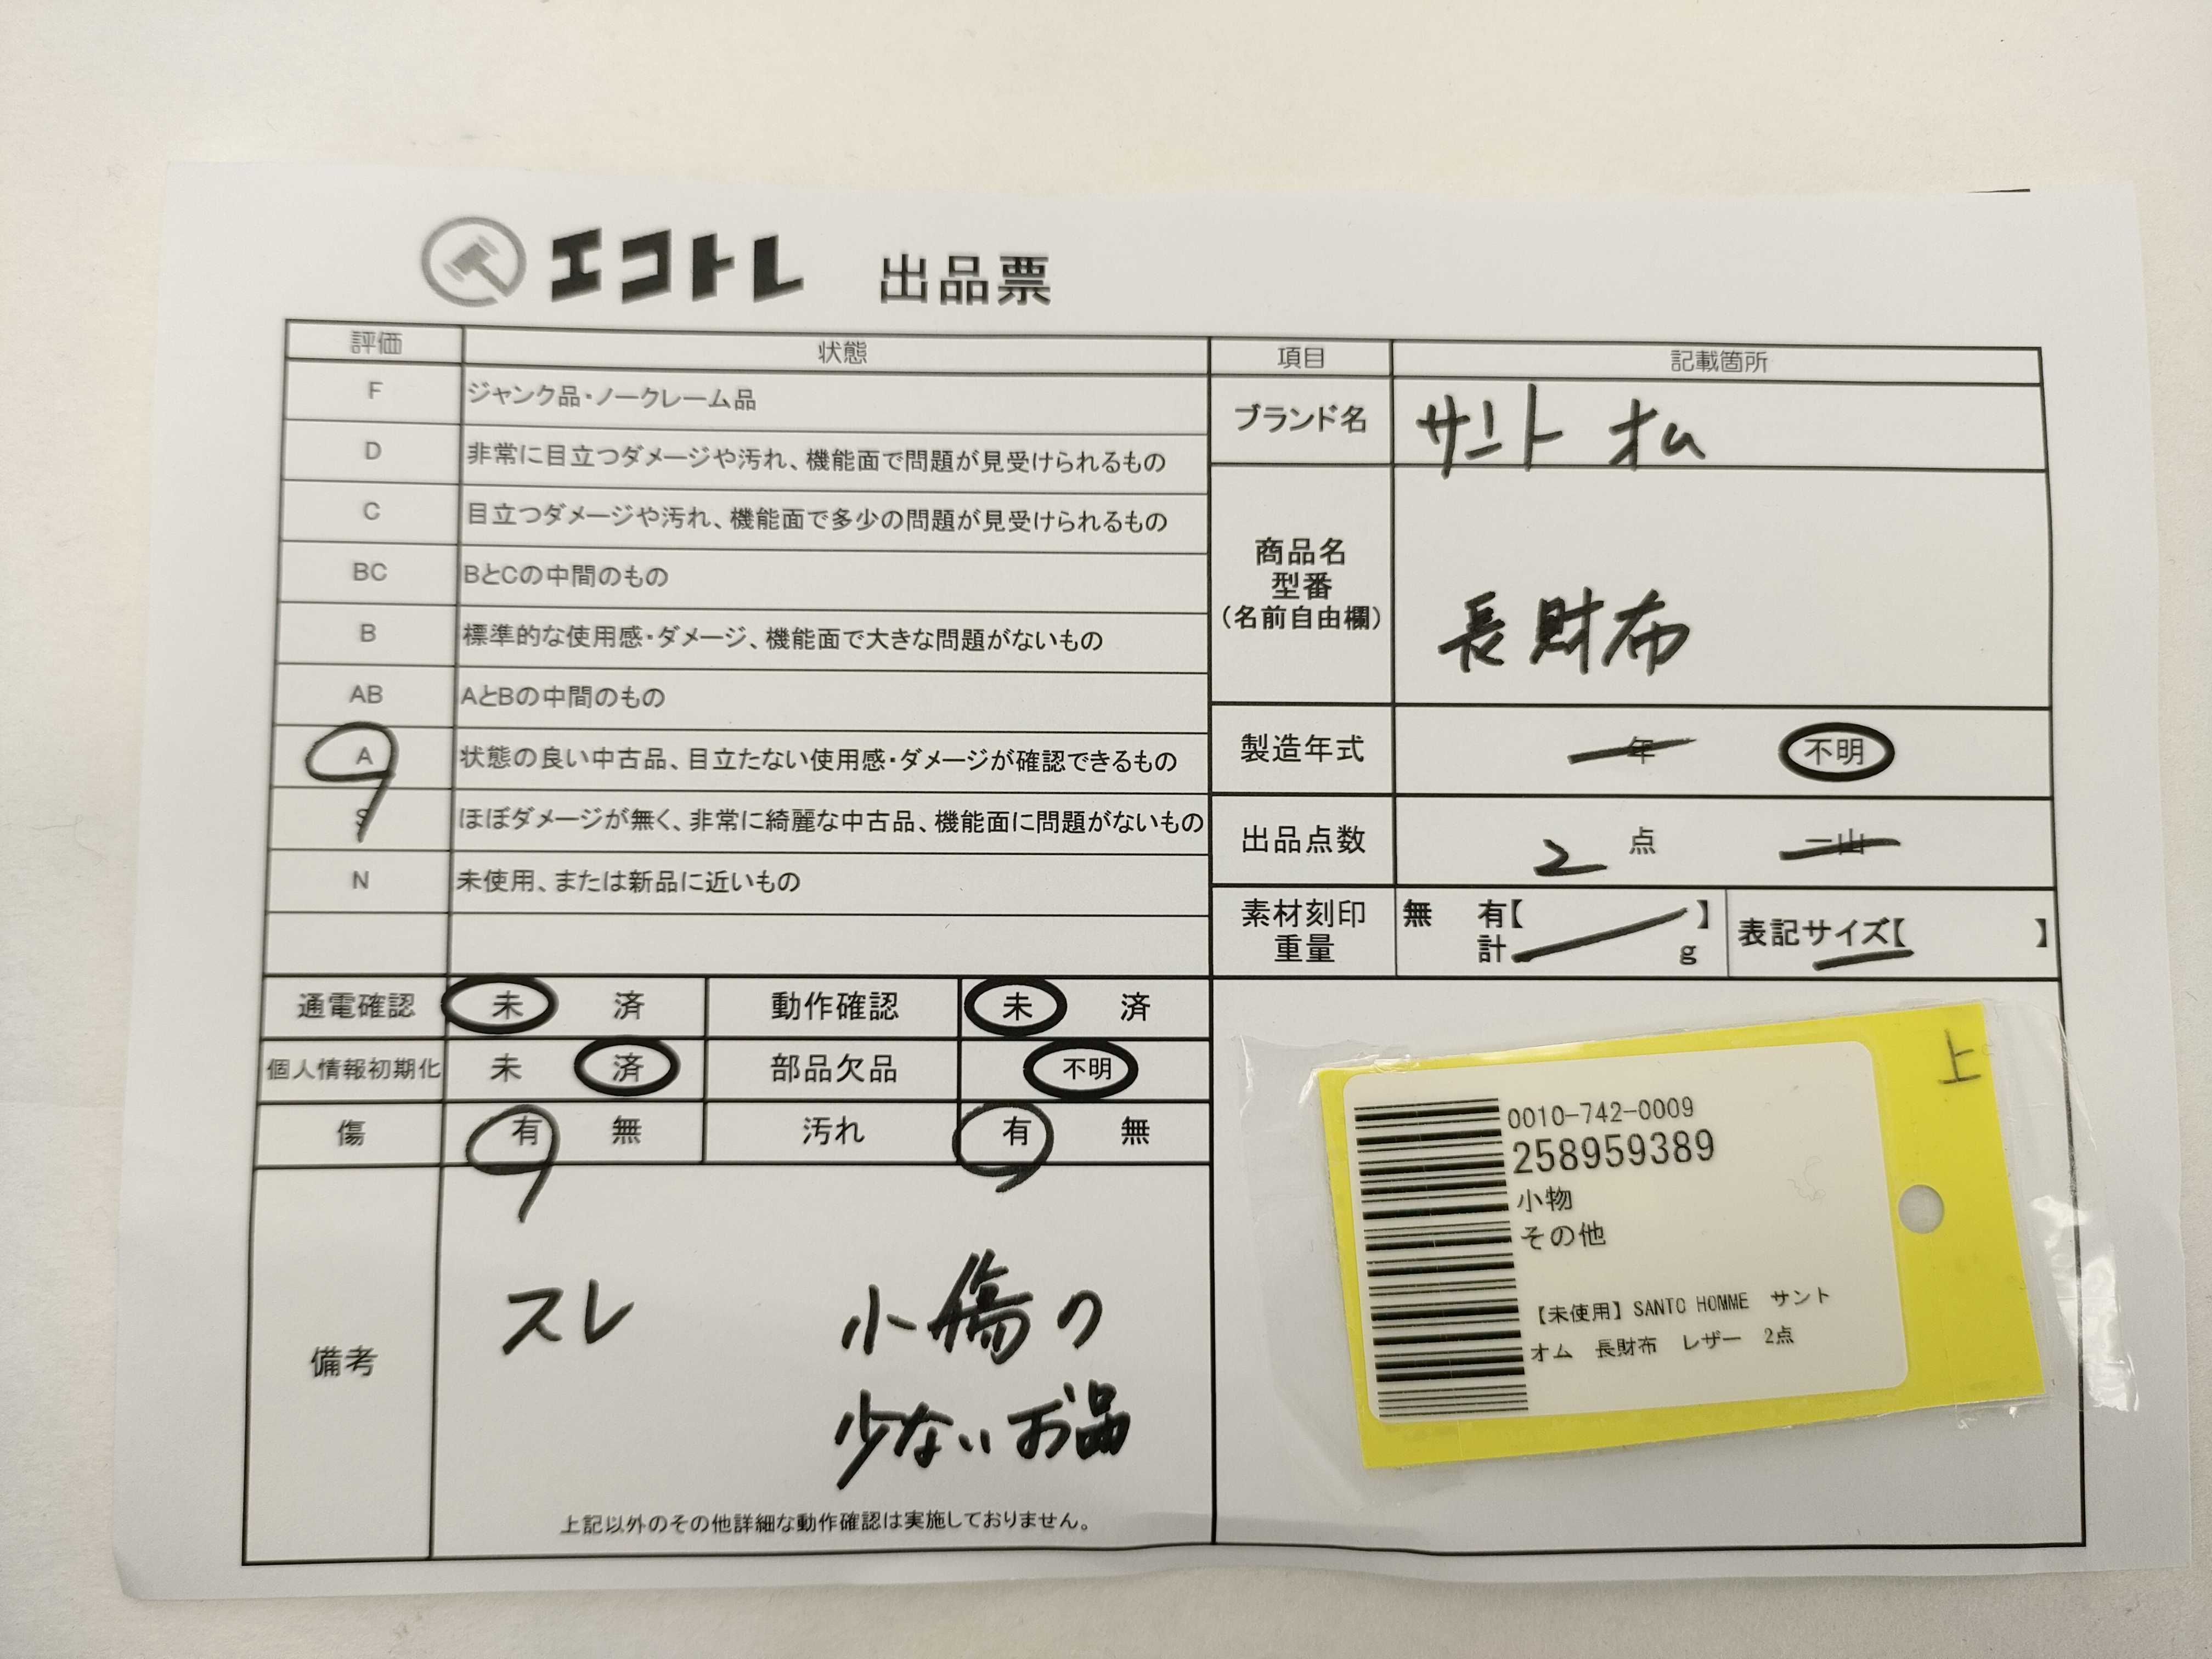 エコトレ 出品票
評価 状態
F ジャンク品・ノークレーム品
D 非常に目立つダメージや汚れ、機能面で問題が見受けられるもの
C 目立つダメージや汚れ、機能面で多少の問題が見受けられるもの
BC BとCの中間のもの
B 標準的な使用感・ダメージ、機能面で大きな問題がないもの
AB AとBの中間のもの
A 状態の良い中古品、目立たない使用感・ダメージが確認できるもの
S ほぼダメージが無く、非常に綺麗な中古品、機能面に問題がないもの
N 未使用、または新品に近いもの
項目 記載箇所
ブランド名 サント オム
商品名
型番
(名前自由欄)
長財布
製造年式 年 不明
出品点数 2 点 一山
素材刻印 無 有【 】
重量 計 g
表記サイズ【 】
通電確認 未 済 動作確認 未 済
個人情報初期化 未 済 部品欠品 不明
傷 有 無 汚れ 有 無
備考
スレ 小傷の
少ないお品
上記以外のその他詳細な動作確認は実施しておりません。
上
0010-742-0009
258959389
小物
その他
【未使用】SANTO HOMME サント
オム 長財布 レザー 2点